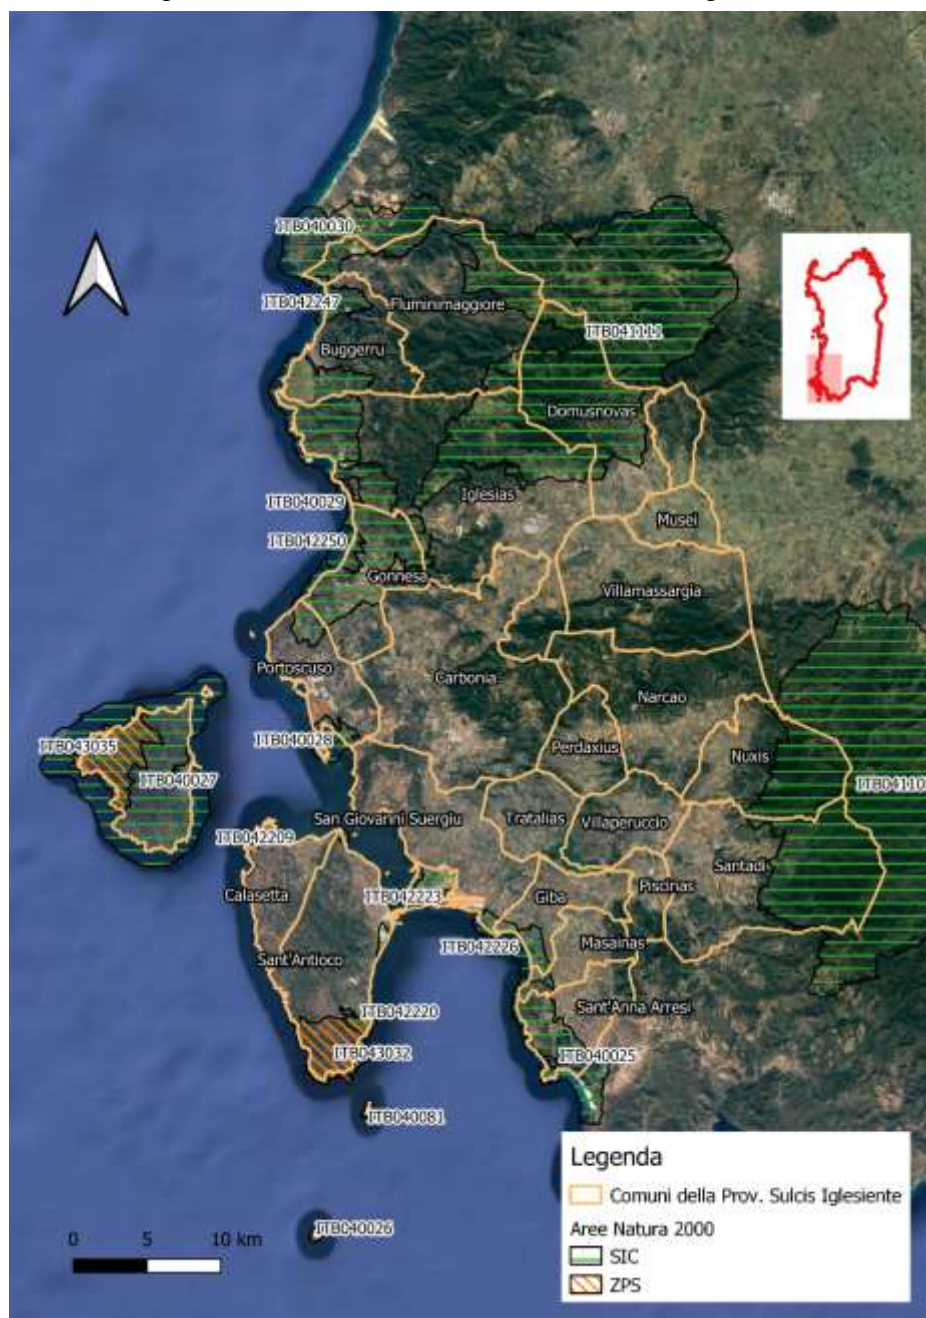 ITB040030
ITB042247
Fluminimaggiore
ITB041111
Buggerru
Domusnovas
ITB040029
Iglesias
Musei
ITB042250
Gonnesa
Villamassargia
Portoscuso
Carbonia
Narcao
ITB043035
ITB040028
Perdaxius
Nuxis
ITB040027
ITB04110
San Giovanni Suergiu
Tratalias
Villaperuccio
ITB042209
Santadi
Calasetta
ITB042223
Giba
Piscinas
ITB042226
Masainas
Sant'Antioco
ITB042220
Sant'Anna Arresi
ITB043032
ITB040025
ITB040081
Legenda
Comuni della Prov. Sulcis Iglesiente
Aree Natura 2000
SIC
ZPS
ITB040026
0 5 10 km